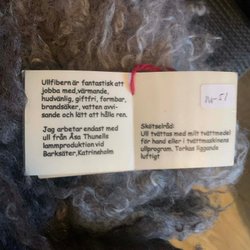 Ullfibern är fantastisk att
jobba med,värmande,
hudvänlig, giftfri, formbar,
brandsäker, vatten avvi-
sande och lätt att hålla ren.
Jag arbetar endast med
ull från Åsa Thunells
lammproduktion vid
Barksäter,Katrineholm
m-51
Skötselråd:
Ull tvättas med milt tvättmedel
för hand eller i tvättmaskinens
ullprogram. Torkas liggande
luftigt